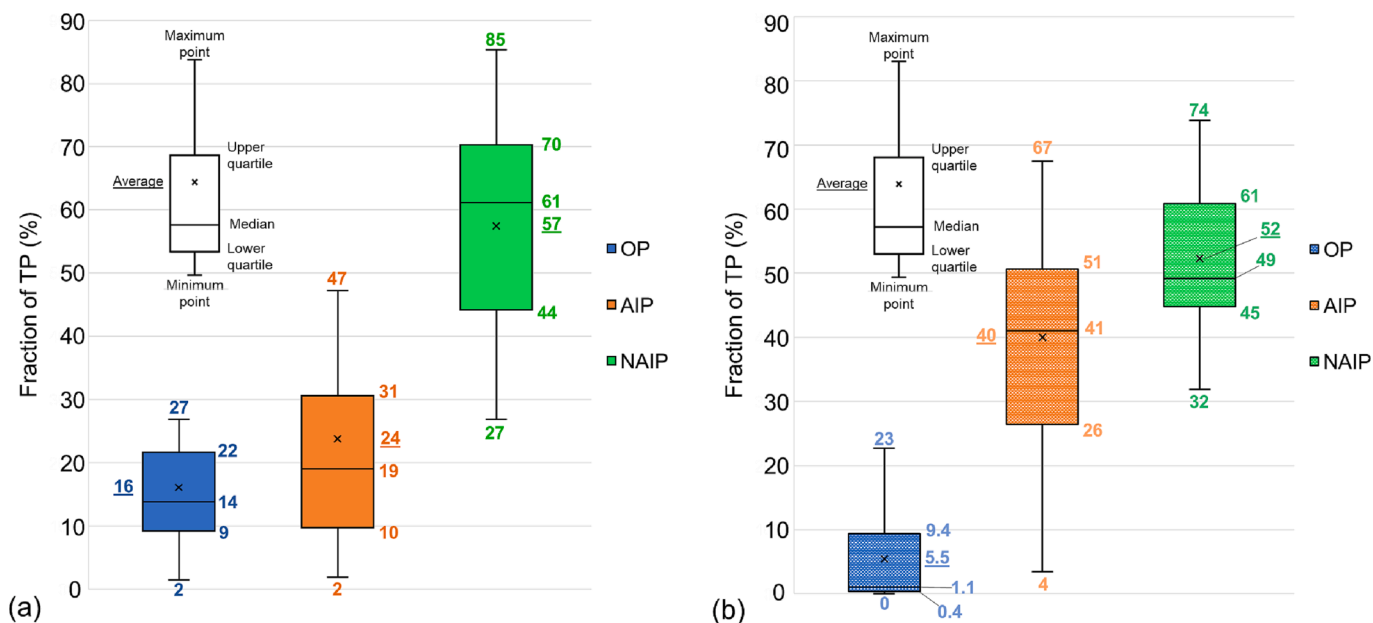 90
80
70
60
50
40
30
20
10
0
Fraction of TP (%)
Maximum
point
Upper
quartile
Average
Median
Lower
quartile
Minimum
point
27
22
16
14
9
2
47
31
24
19
10
2
85
70
61
57
44
27
OP
AIP
NAIP
(a)
90
80
70
60
50
40
30
20
10
0
Fraction of TP (%)
Maximum
point
Upper
quartile
Average
Median
Lower
quartile
Minimum
point
23
9.4
5.5
1.1
0.4
0
67
51
40
41
26
4
74
61
52
49
45
32
OP
AIP
NAIP
(b)